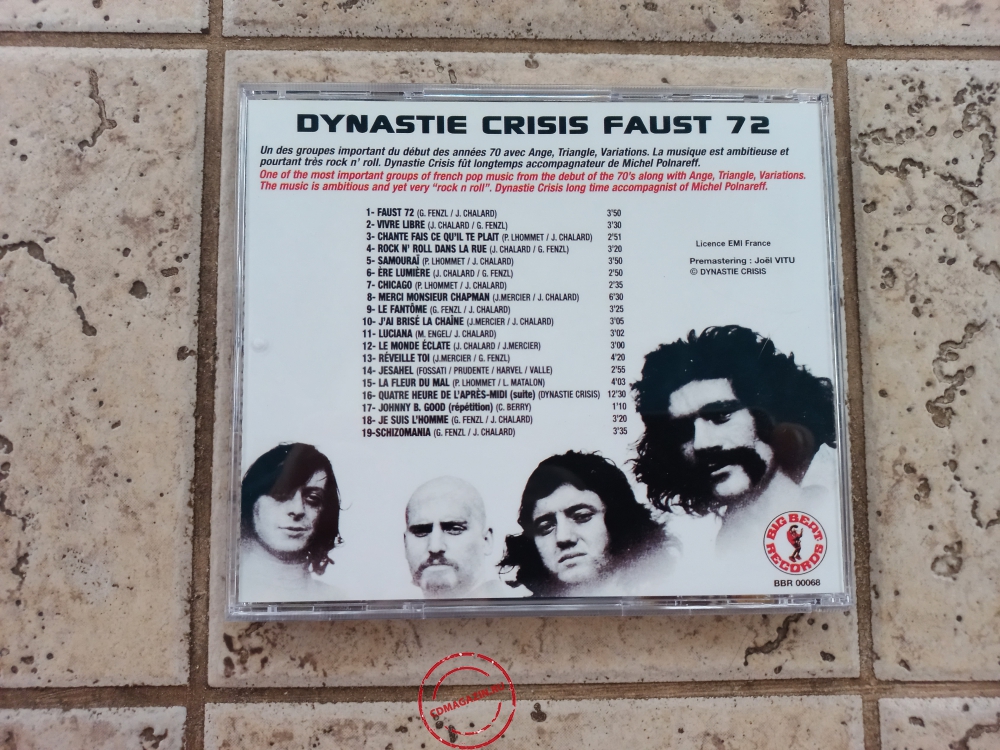 DYNASTIE CRISIS FAUST 72
Un des groupes important du début des années 70 avec Ange, Triangle, Variations. La musique est ambitieuse et
pourtant très rock n' roll. Dynastie Crisis fût longtemps accompagnateur de Michel Polnareff.
One of the most important groups of french pop music from the debut of the 70's along with Ange, Triangle, Variations.
The music is ambitious and yet very "rock n roll". Dynastie Crisis long time accompagnist of Michel Polnareff.
1- FAUST 72 (G. FENZL / J. CHALARD) 3'50
2- VIVRE LIBRE (J. CHALARD / G. FENZL) 3'30
3- CHANTE FAIS CE QU'IL TE PLAIT (P. LHOMMET / J. CHALARD) 2'51
4- ROCK N' ROLL DANS LA RUE (J. CHALARD / G. FENZL) 3'20
5- SAMOURAÏ (P. LHOMMET / J. CHALARD) 3'50
6- ÈRE LUMIÈRE (J. CHALARD / G. FENZL) 2'50
7- CHICAGO (P. LHOMMET / J. CHALARD) 2'35
8- MERCI MONSIEUR CHAPMAN (J.MERCIER / J. CHALARD) 6'30
9- LE FANTÔME (G. FENZL / J. CHALARD) 3'25
10- J'AI BRISÉ LA CHAÎNE (J.MERCIER / J. CHALARD) 3'05
11- LUCIANA (M. ENGEL/ J. CHALARD) 3'02
12- LE MONDE ÉCLATE (J. CHALARD / J.MERCIER) 3'00
13- RÉVEILLE TOI (J.MERCIER / G. FENZL) 4'20
14- JESAHEL (FOSSATI / PRUDENTE / HARVEL / VALLE) 2'55
15- LA FLEUR DU MAL (P. LHOMMET / L. MATALON) 4'03
16- QUATRE HEURE DE L'APRÈS-MIDI (suite) (DYNASTIE CRISIS) 12'30
17- JOHNNY B. GOOD (répétition) (C. BERRY) 1'10
18- JE SUIS L'HOMME (G. FENZL / J. CHALARD) 3'20
19-SCHIZOMANIA (G. FENZL / J. CHALARD) 3'35
Licence EMI France
Premastering : Joël VITU
© DYNASTIE CRISIS
BIG BEAT
RECORDS
BBR 00068
CDMAGAZIN.RU